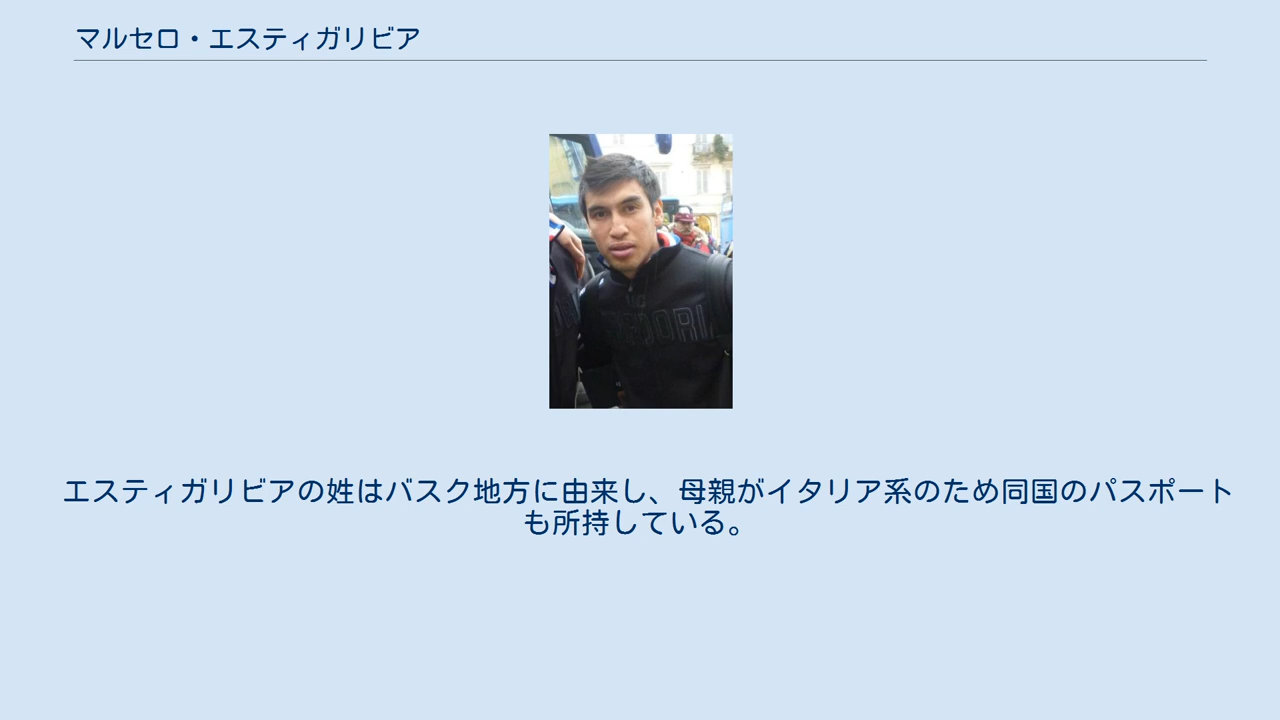 マルセロ・エスティガリビア
エスティガリビアの姓はバスク地方に由来し、母親がイタリア系のため同国のパスポート
も所持している。